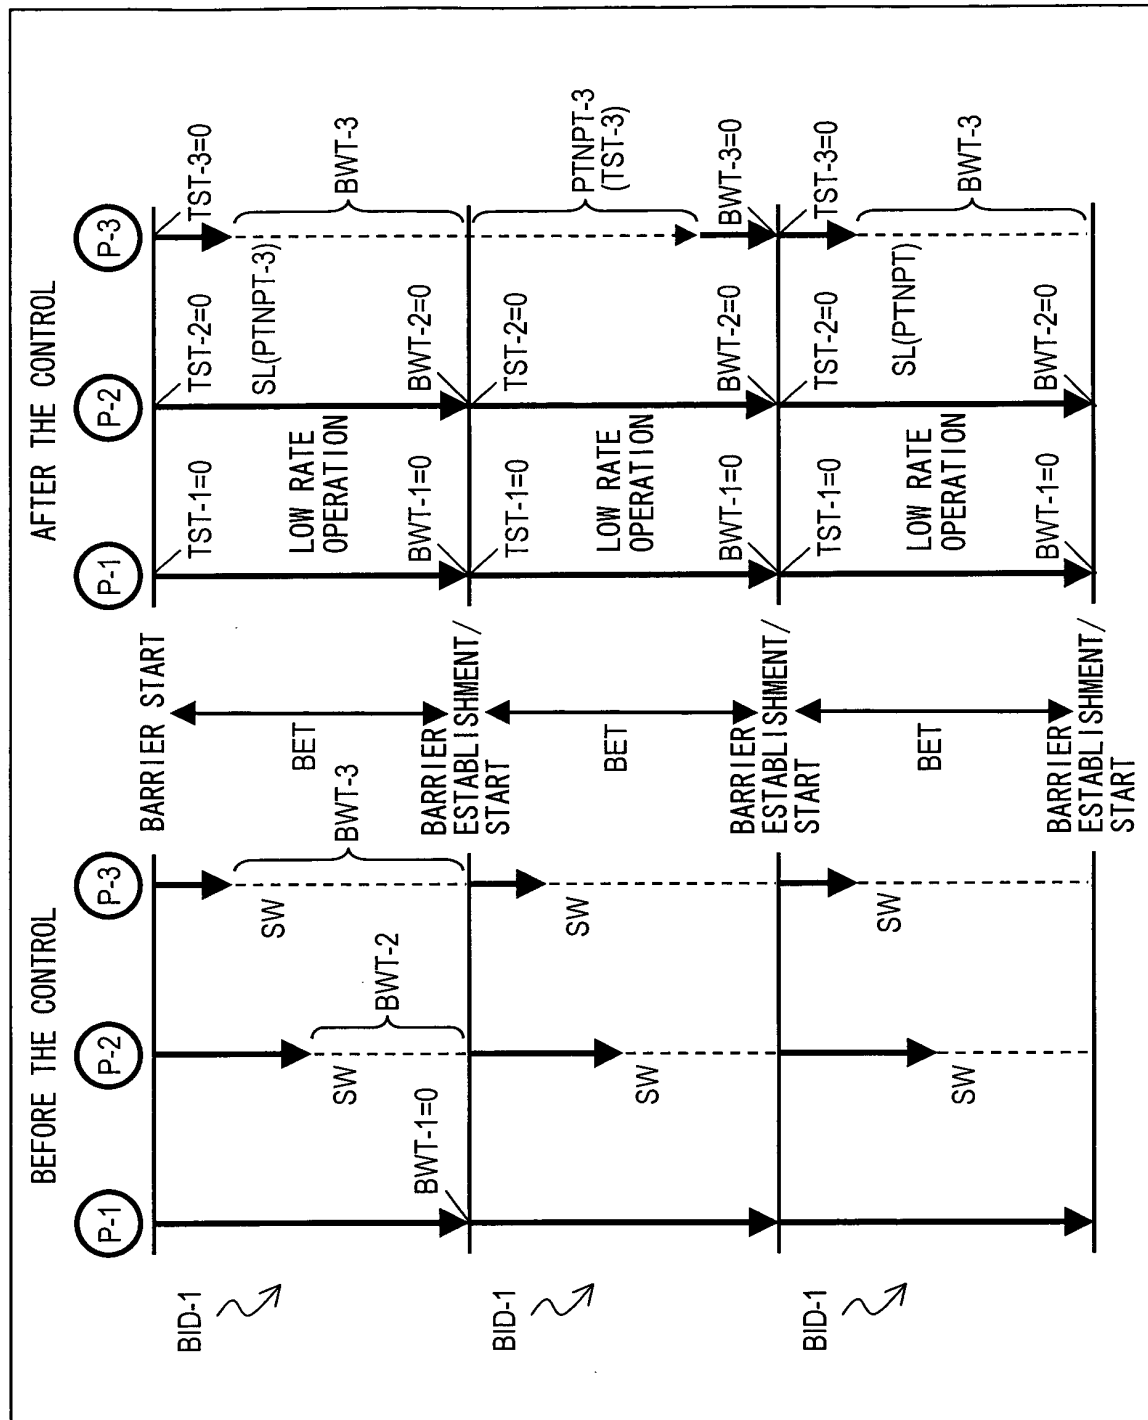 BEFORE THE CONTROL
P-1
P-2
P-3
BID-1
BWT-1=0
SW
BWT-2
SW
BWT-3
BID-1
SW
SW
BID-1
SW
SW
BARRIER START
BET
BARRIER
ESTABLISHMENT/
START
BET
BARRIER
ESTABLISHMENT/
START
BET
BARRIER
ESTABLISHMENT/
START
AFTER THE CONTROL
P-1
P-2
P-3
TST-1=0
TST-2=0
TST-3=0
LOW RATE
OPERATION
SL(PTNPT-3)
BWT-3
BWT-1=0
BWT-2=0
TST-1=0
TST-2=0
LOW RATE
OPERATION
PTNPT-3
(TST-3)
BWT-1=0
BWT-2=0
BWT-3=0
TST-1=0
TST-2=0
TST-3=0
LOW RATE
OPERATION
SL(PTNPT)
BWT-3
BWT-1=0
BWT-2=0